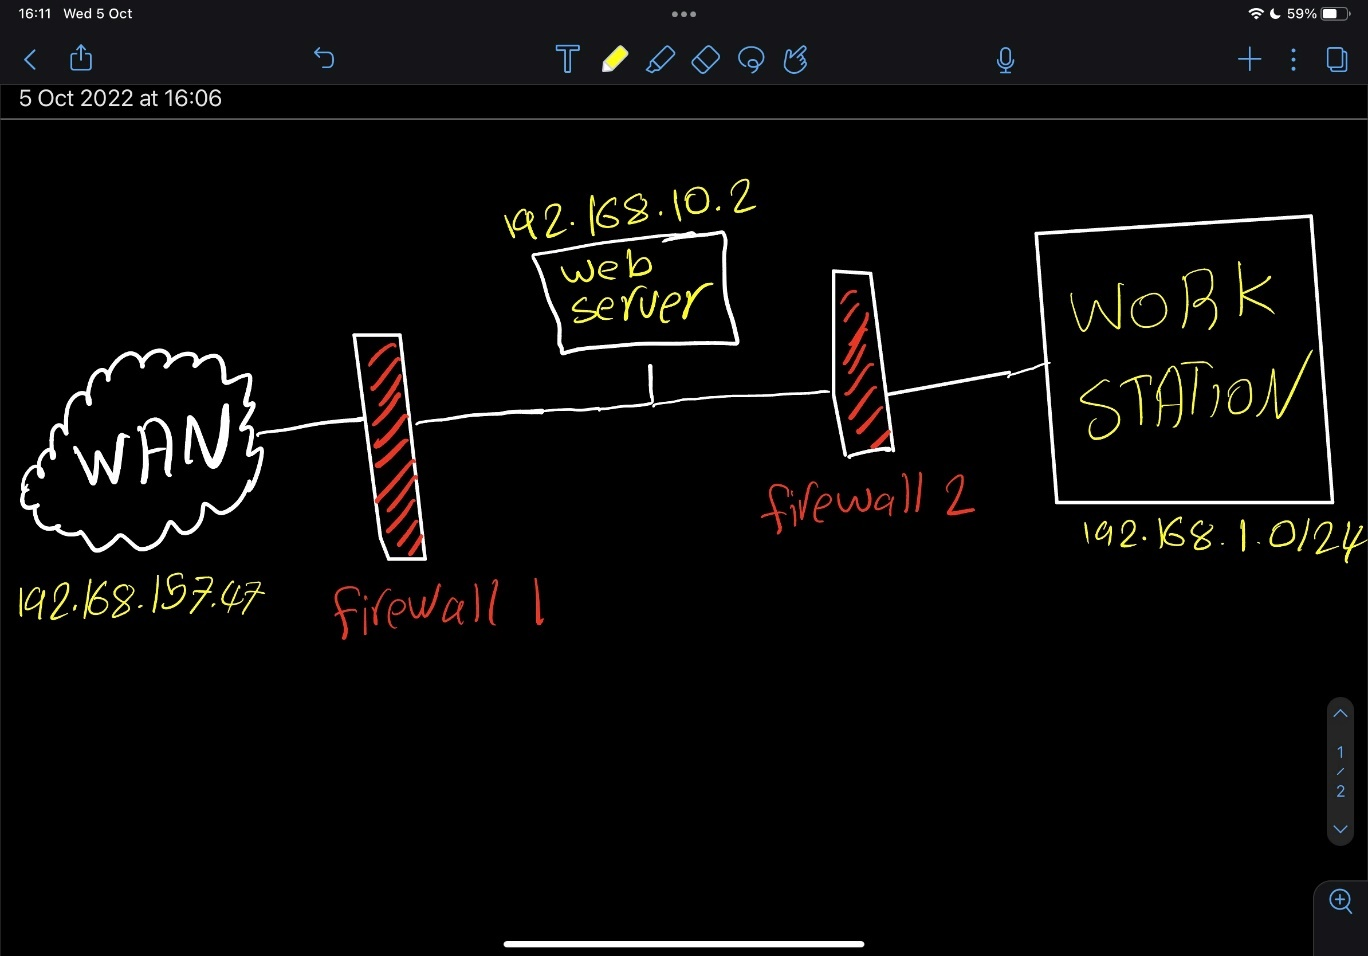 16:11 Wed 5 Oct
59%
5 Oct 2022 at 16:06
192.168.10.2
web
server
WORK
STATION
WAN
firewall 2
192.168.1.0/24
192.168.157.47
firewall 1
1
/
2